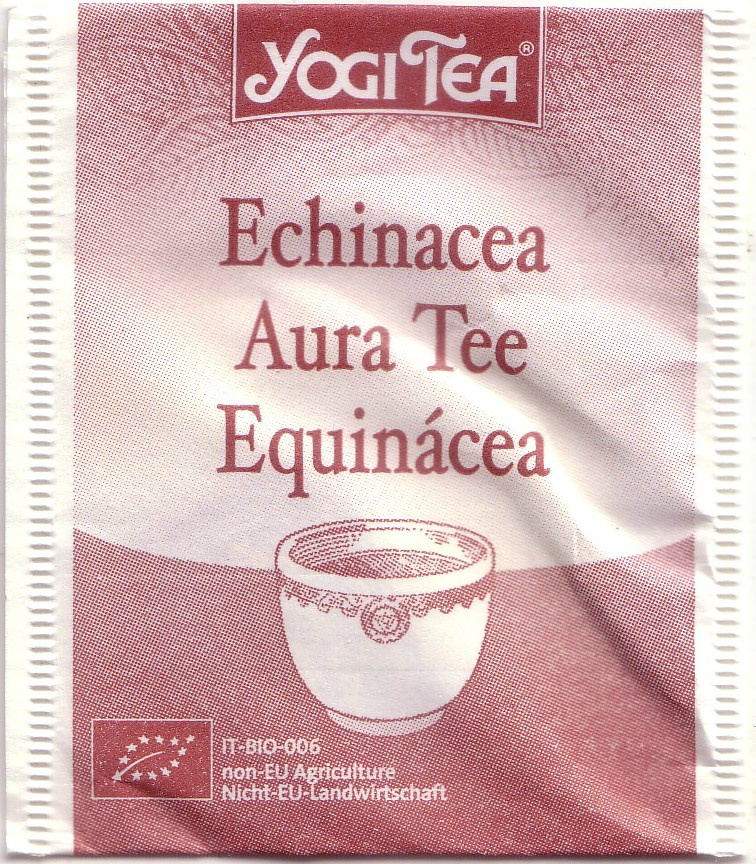 YOGI TEA®
Echinacea
Aura Tee
Equinácea
IT-BIO-006
non-EU Agriculture
Nicht-EU-Landwirtschaft